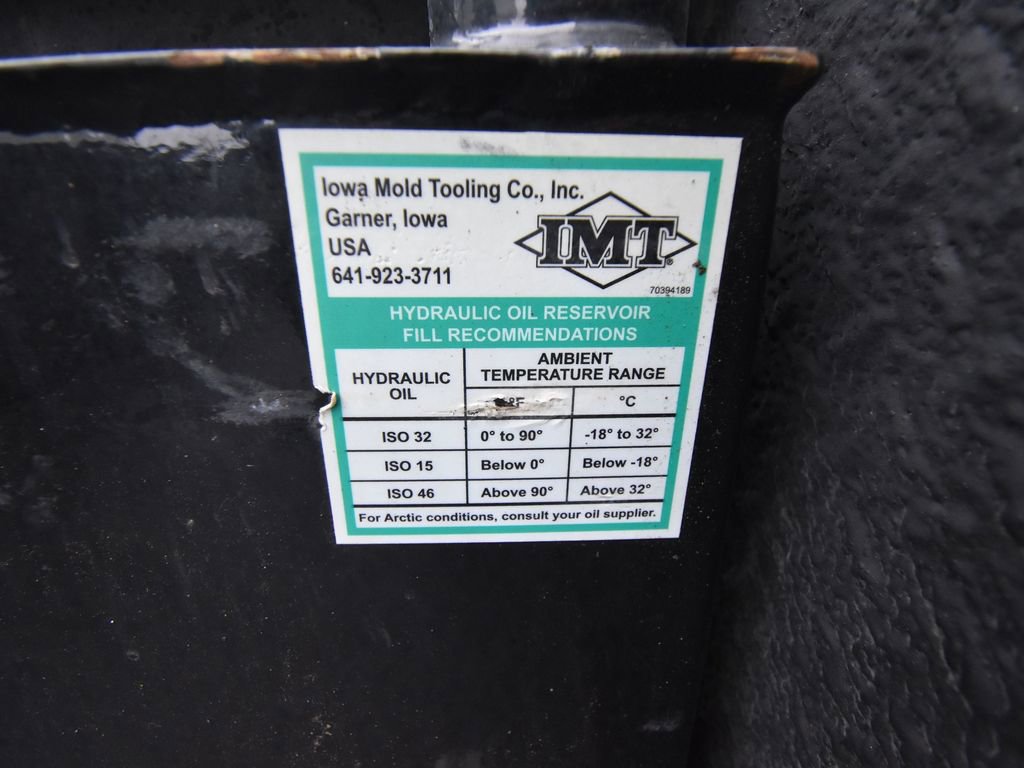 Iowa Mold Tooling Co., Inc.
Garner, Iowa
USA
641-923-3711
IMT®
70394189
HYDRAULIC OIL RESERVOIR
FILL RECOMMENDATIONS
HYDRAULIC OIL
AMBIENT
TEMPERATURE RANGE
°F °C
ISO 32 0° to 90° -18° to 32°
ISO 15 Below 0° Below -18°
ISO 46 Above 90° Above 32°
For Arctic conditions, consult your oil supplier.